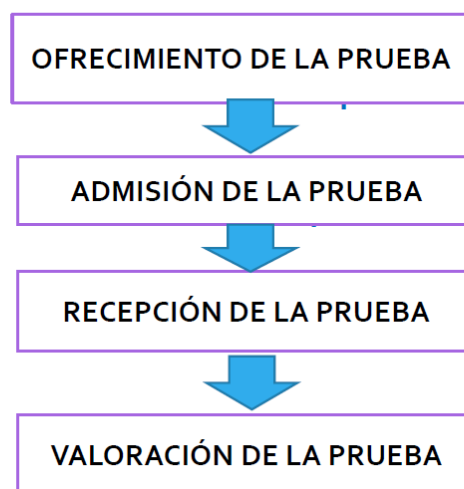 OFRECIMIENTO DE LA PRUEBA
ADMISIÓN DE LA PRUEBA
RECEPCIÓN DE LA PRUEBA
VALORACIÓN DE LA PRUEBA